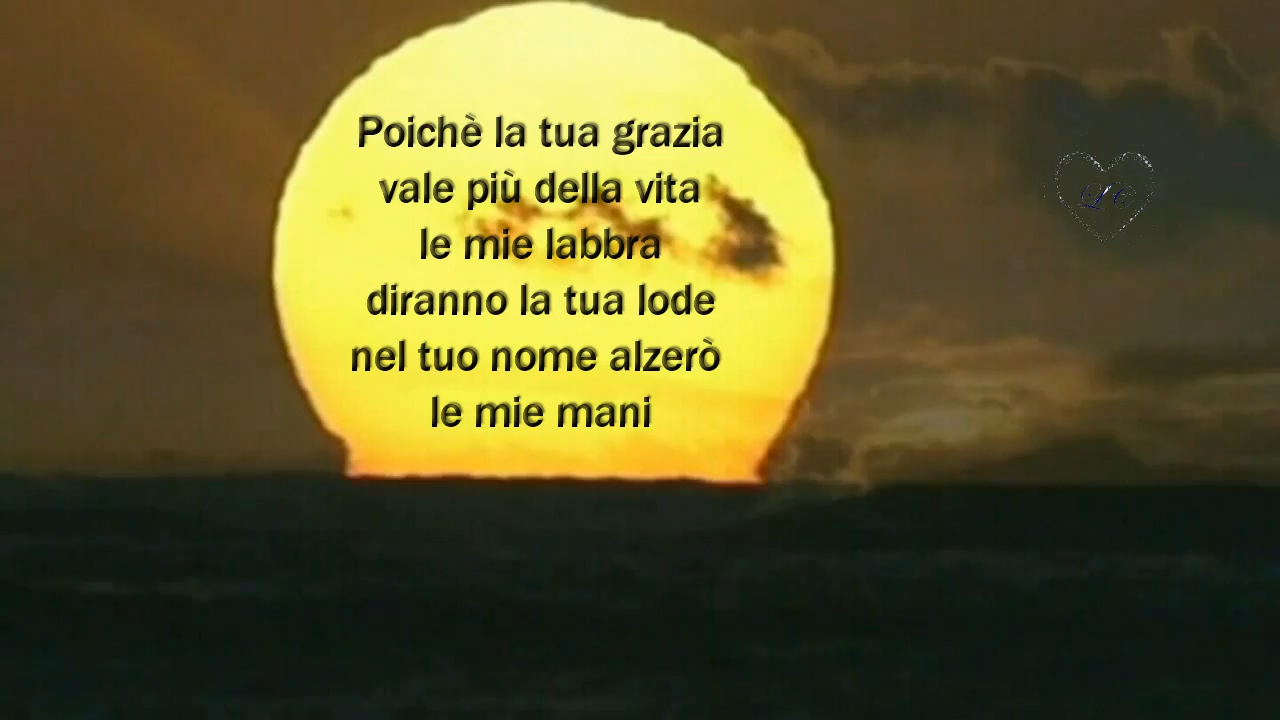 Poichè la tua grazia
vale più della vita
le mie labbra
diranno la tua lode
nel tuo nome alzerò
le mie mani